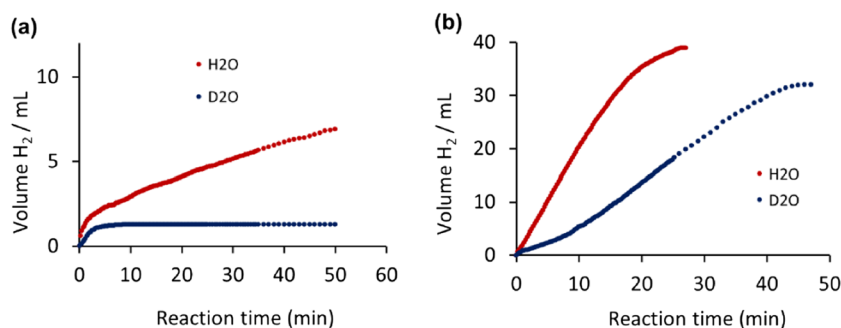 (a)
10
5
0
Volume H2 / mL
H2O
D2O
0 10 20 30 40 50 60
Reaction time (min)
(b)
40
30
20
10
0
Volume H2 / mL
H2O
D2O
0 10 20 30 40 50
Reaction time (min)